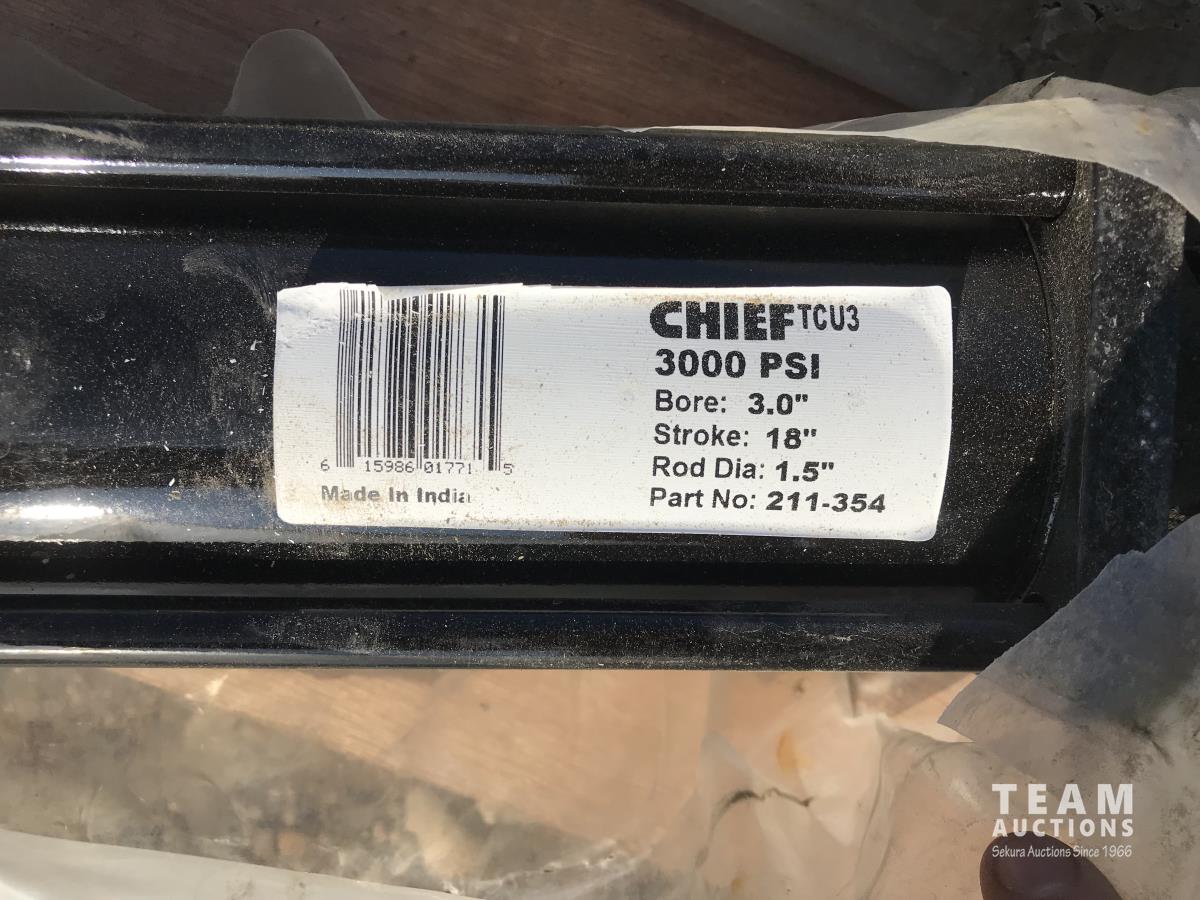 CHIEF TCU3
3000 PSI
Bore: 3.0"
Stroke: 18"
Rod Dia: 1.5"
Part No: 211-354
6 15986 01771 5
Made In India
TEAM
AUCTIONS
Sekura Auctions Since 1966